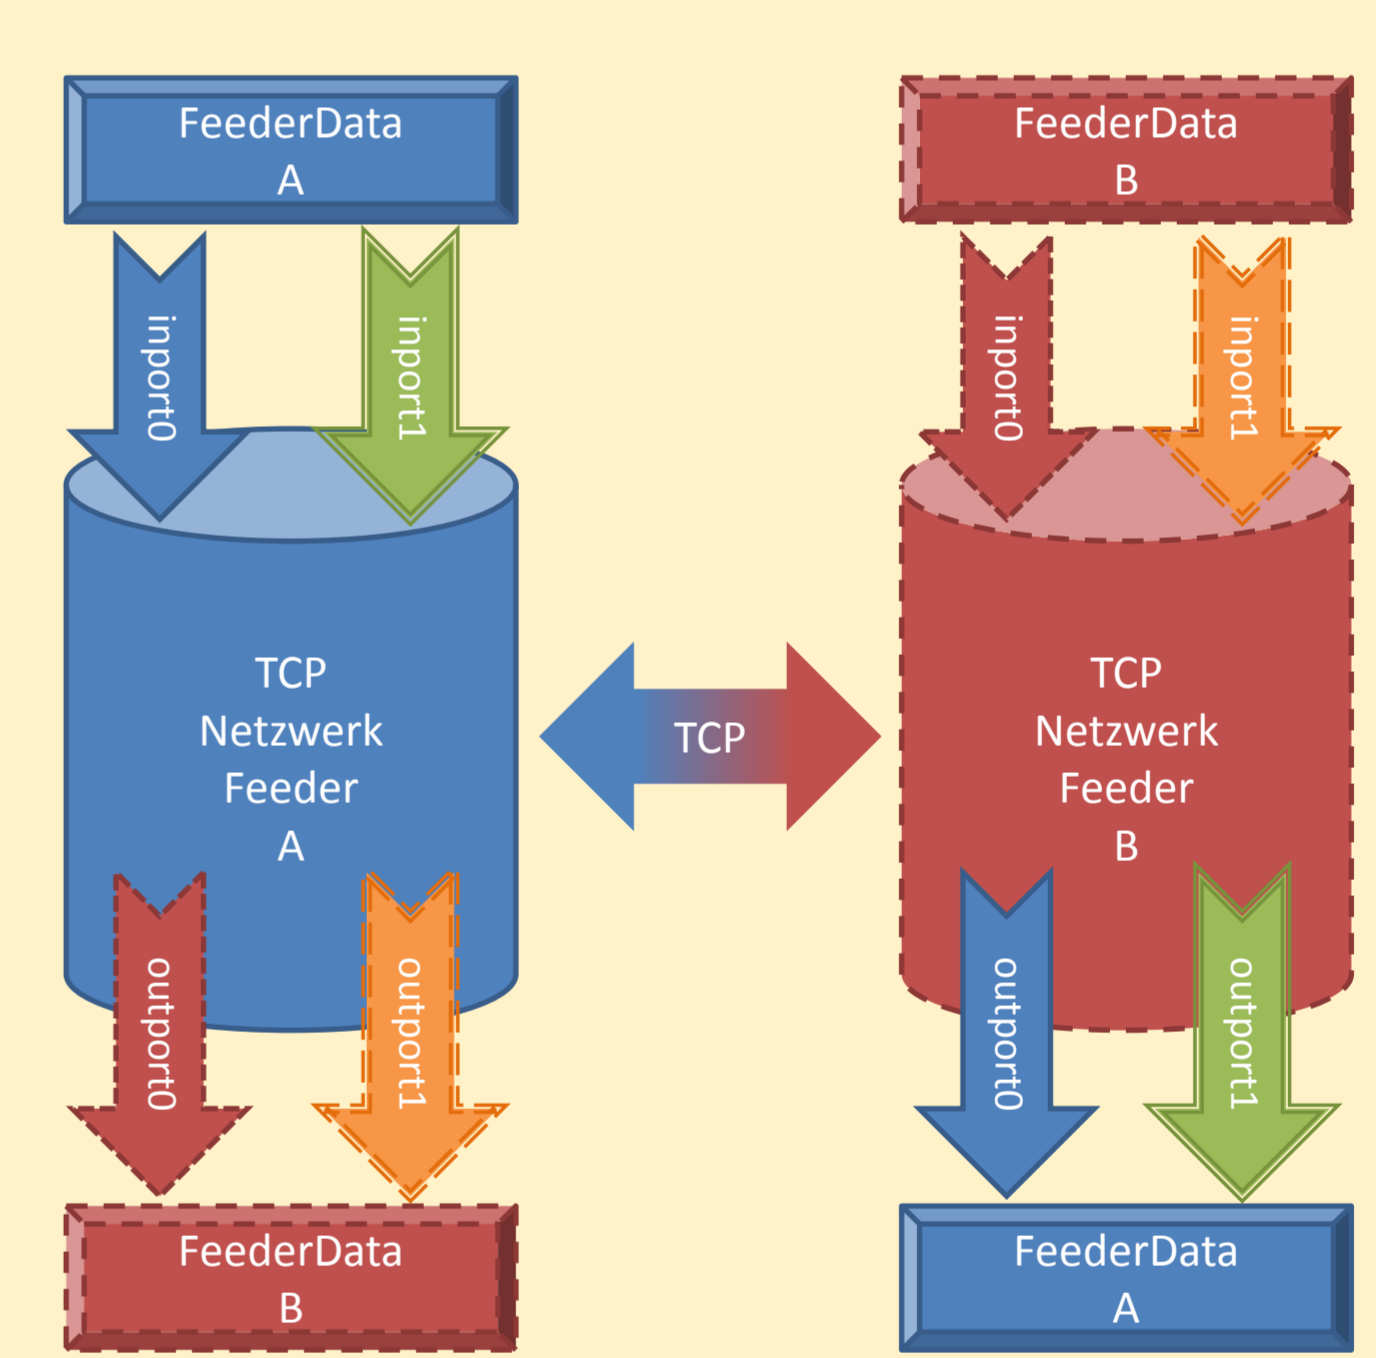 FeederData
A
FeederData
B
inport0
inport1
inport0
inport1
TCP
Netzwerk
Feeder
A
TCP
TCP
Netzwerk
Feeder
B
outport0
outport1
outport0
outport1
FeederData
B
FeederData
A